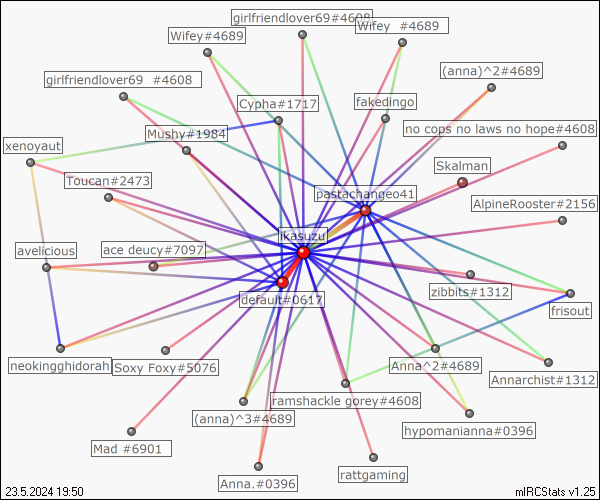 girlfriendlover69#4608
Wifey #4689
Wifey#4689
(anna)^2#4689
girlfriendlover69 #4608
Cypha#1717
fakedingo
no cops no laws no hope#4608
Mushy#1984
xenoyaut
Skalman
Toucan#2473
pastachangeo41
AlpineRooster#2156
ikasuzu
avelicious
ace deucy#7097
zibbits#1312
default#0617
frisout
neokingghidorah
Soxy Foxy#5076
Anna^2#4689
Annarchist#1312
ramshackle gorey#4608
(anna)^3#4689
hypomanianna#0396
Mad #6901
rattgaming
Anna.#0396
23.5.2024 19:50
mIRCStats v1.25